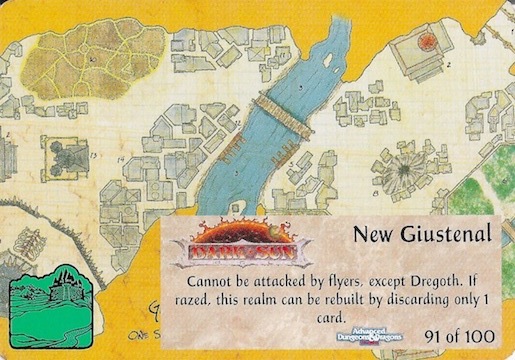 New Giustenal
DARK SUN
Cannot be attacked by flyers, except Dregoth. If
razed, this realm can be rebuilt by discarding only 1
card.
Advanced
Dungeons & Dragons
91 of 100